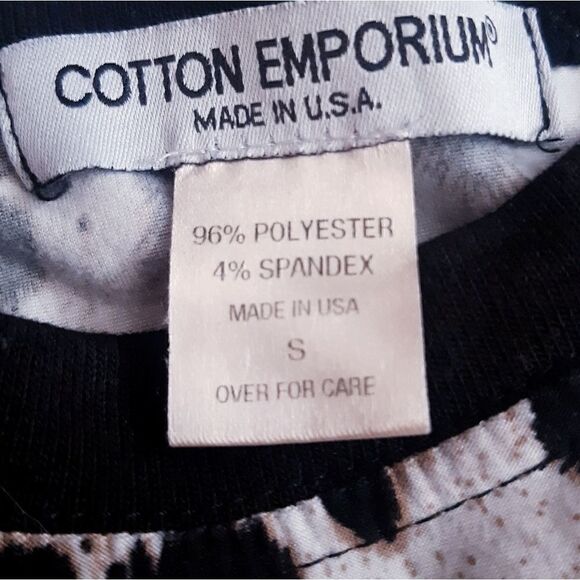 COTTON EMPORIUM®
MADE IN U.S.A.
96% POLYESTER
4% SPANDEX
MADE IN USA
S
OVER FOR CARE